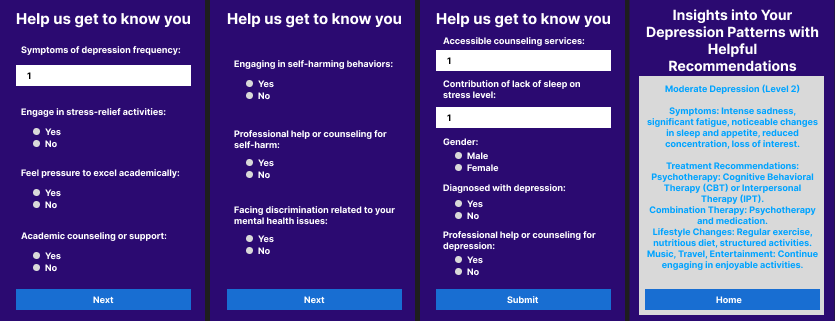 Help us get to know you
Symptoms of depression frequency:
1
Engage in stress-relief activities:
Yes
No
Feel pressure to excel academically:
Yes
No
Academic counseling or support:
Yes
No
Next
Help us get to know you
Engaging in self-harming behaviors:
Yes
No
Professional help or counseling for
self-harm:
Yes
No
Facing discrimination related to your
mental health issues:
Yes
No
Next
Help us get to know you
Accessible counseling services:
1
Contribution of lack of sleep on
stress level:
1
Gender:
Male
Female
Diagnosed with depression:
Yes
No
Professional help or counseling for
depression:
Yes
No
Submit
Insights into Your
Depression Patterns with
Helpful
Recommendations
Moderate Depression (Level 2)
Symptoms: Intense sadness,
significant fatigue, noticeable changes
in sleep and appetite, reduced
concentration, loss of interest.
Treatment Recommendations:
Psychotherapy: Cognitive Behavioral
Therapy (CBT) or Interpersonal
Therapy (IPT).
Combination Therapy: Psychotherapy
and medication.
Lifestyle Changes: Regular exercise,
nutritious diet, structured activities.
Music, Travel, Entertainment: Continue
engaging in enjoyable activities.
Home